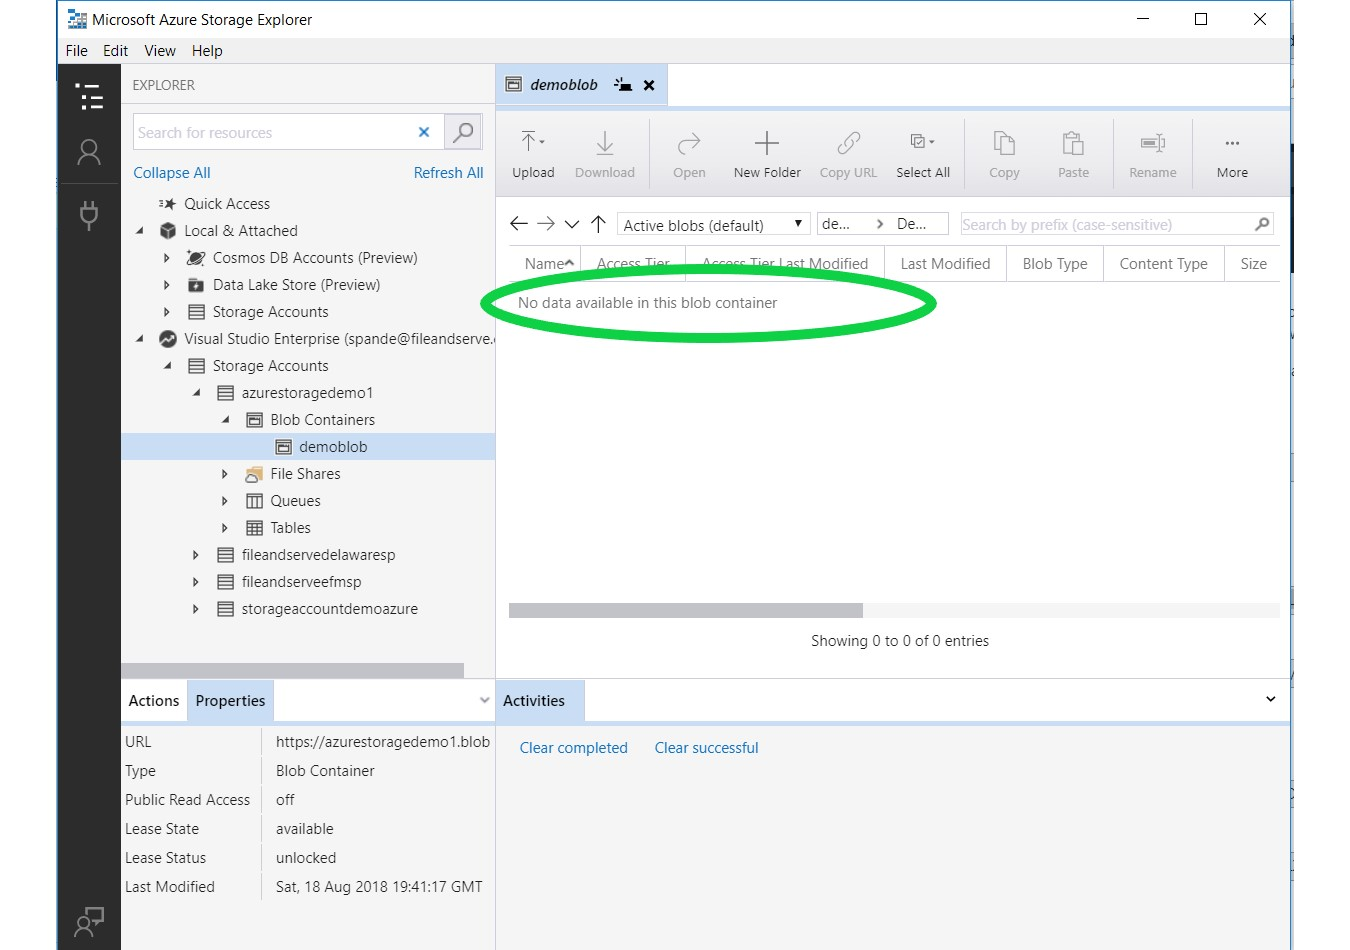 Microsoft Azure Storage Explorer
File Edit View Help
EXPLORER
Search for resources
Collapse All Refresh All
Quick Access
Local & Attached
Cosmos DB Accounts (Preview)
Data Lake Store (Preview)
Storage Accounts
Visual Studio Enterprise (spande@fileandserve.
Storage Accounts
azurestoragedemo1
Blob Containers
demoblob
File Shares
Queues
Tables
fileandservedelawaresp
fileandserveefmsp
storageaccountdemoazure
demoblob
Upload Download Open New Folder Copy URL Select All Copy Paste Rename More
Active blobs (default) de... De... Search by prefix (case-sensitive)
Name Access Tier Access Tier Last Modified Last Modified Blob Type Content Type Size
No data available in this blob container
Showing 0 to 0 of 0 entries
Actions Properties
URL https://azurestoragedemo1.blob
Type Blob Container
Public Read Access off
Lease State available
Lease Status unlocked
Last Modified Sat, 18 Aug 2018 19:41:17 GMT
Activities
Clear completed Clear successful